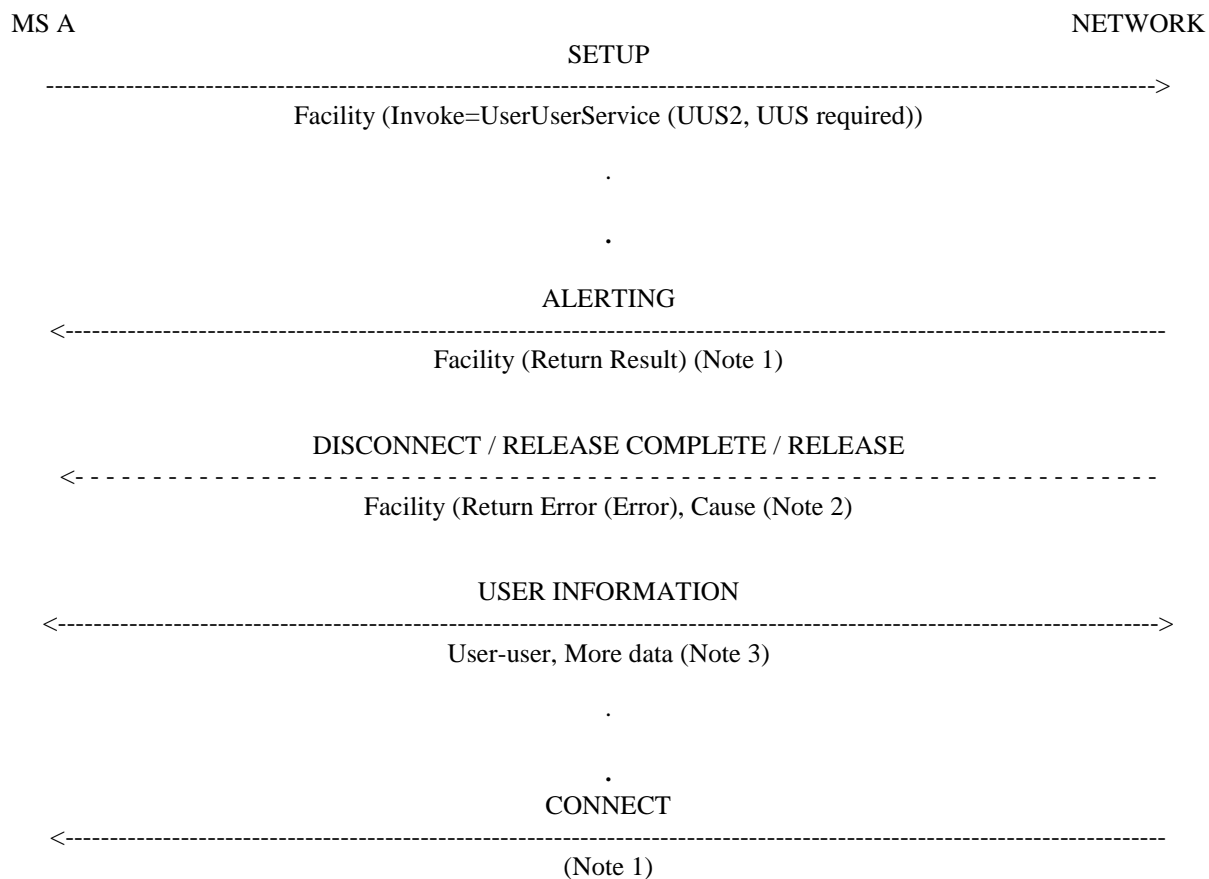 MS A NETWORK
SETUP
Facility (Invoke=UserUserService (UUS2, UUS required))
.
.
ALERTING
Facility (Return Result) (Note 1)
DISCONNECT / RELEASE COMPLETE / RELEASE
Facility (Return Error (Error), Cause (Note 2)
USER INFORMATION
User-user, More data (Note 3)
.
.
CONNECT
(Note 1)